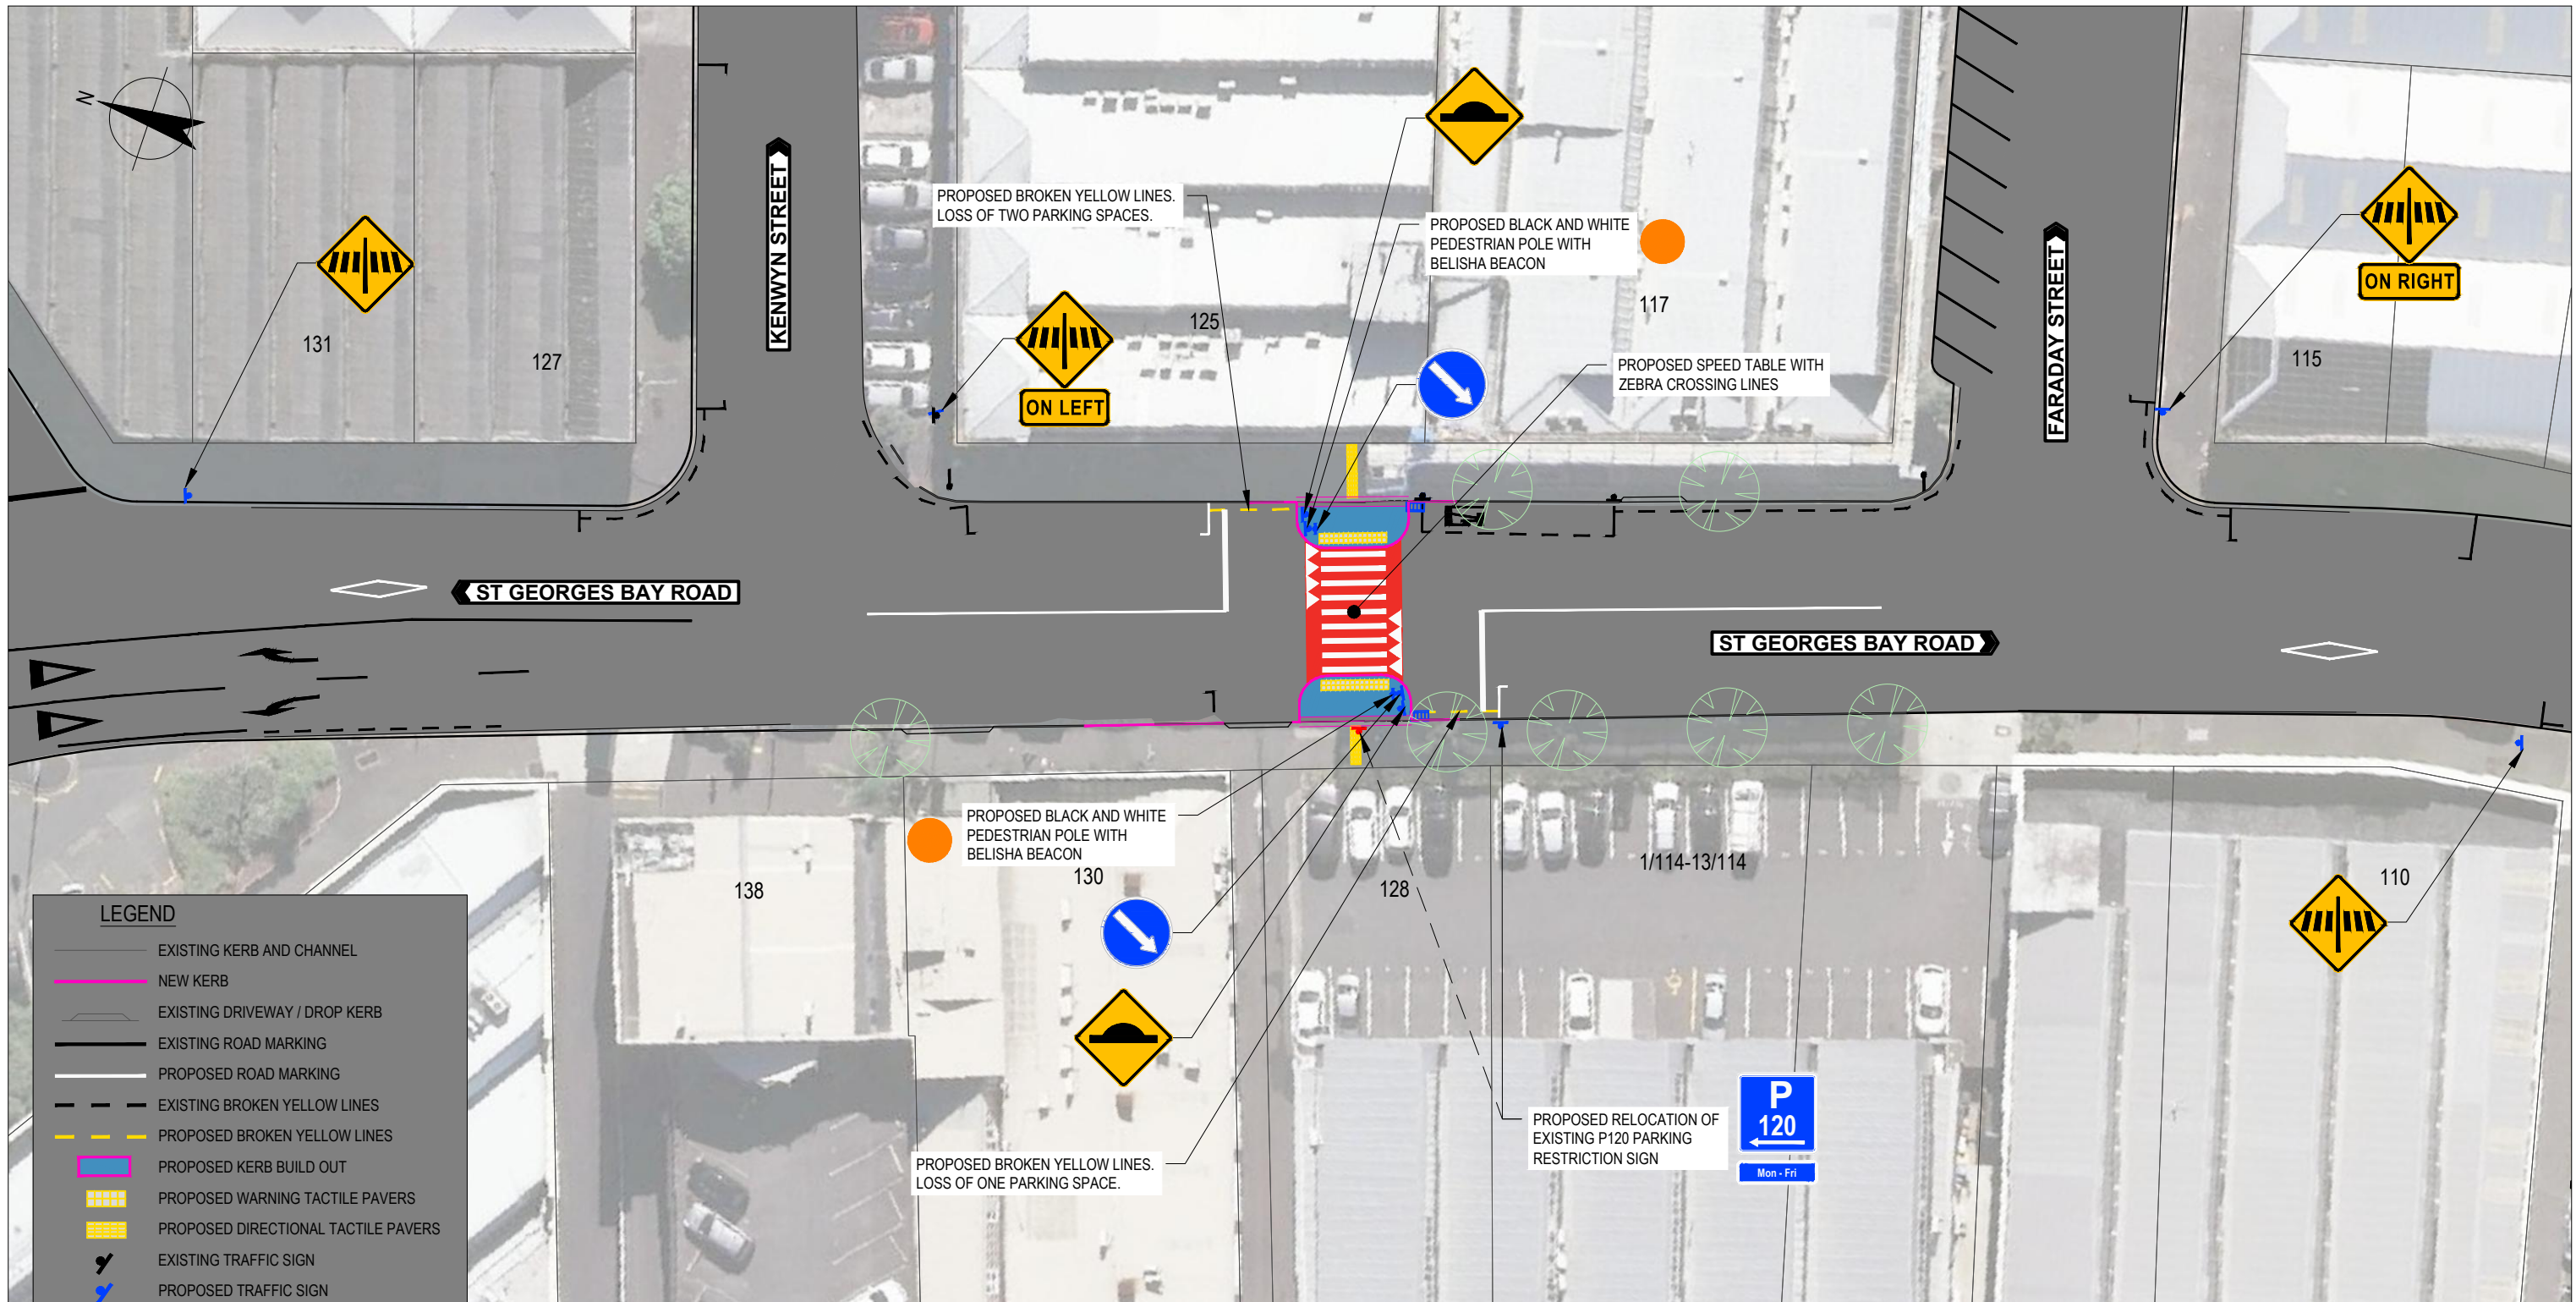 N
KENWYN STREET
PROPOSED BROKEN YELLOW LINES.
LOSS OF TWO PARKING SPACES.
PROPOSED BLACK AND WHITE
PEDESTRIAN POLE WITH
BELISHA BEACON
FARADAY STREET
ON RIGHT
131
127
125
117
115
ON LEFT
PROPOSED SPEED TABLE WITH
ZEBRA CROSSING LINES
ST GEORGES BAY ROAD
ST GEORGES BAY ROAD
PROPOSED BLACK AND WHITE
PEDESTRIAN POLE WITH
BELISHA BEACON
138
130
128
1/114-13/114
110
PROPOSED BROKEN YELLOW LINES.
LOSS OF ONE PARKING SPACE.
PROPOSED RELOCATION OF
EXISTING P120 PARKING
RESTRICTION SIGN
P
120
Mon - Fri
LEGEND
EXISTING KERB AND CHANNEL
NEW KERB
EXISTING DRIVEWAY / DROP KERB
EXISTING ROAD MARKING
PROPOSED ROAD MARKING
EXISTING BROKEN YELLOW LINES
PROPOSED BROKEN YELLOW LINES
PROPOSED KERB BUILD OUT
PROPOSED WARNING TACTILE PAVERS
PROPOSED DIRECTIONAL TACTILE PAVERS
EXISTING TRAFFIC SIGN
PROPOSED TRAFFIC SIGN